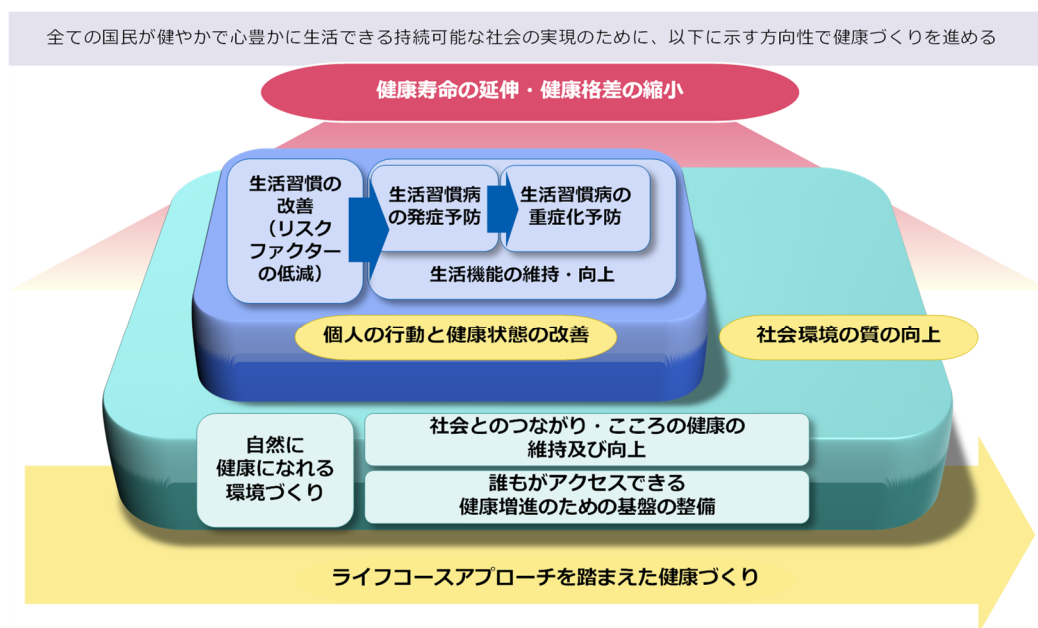 全ての国民が健やかで心豊かに生活できる持続可能な社会の実現のために、以下に示す方向性で健康づくりを進める
健康寿命の延伸・健康格差の縮小
生活習慣の
改善
（リスク
ファクター
の低減）
生活習慣病
の発症予防
生活習慣病の
重症化予防
生活機能の維持・向上
個人の行動と健康状態の改善
社会環境の質の向上
自然に
健康になれる
環境づくり
社会とのつながり・こころの健康の
維持及び向上
誰もがアクセスできる
健康増進のための基盤の整備
ライフコースアプローチを踏まえた健康づくり